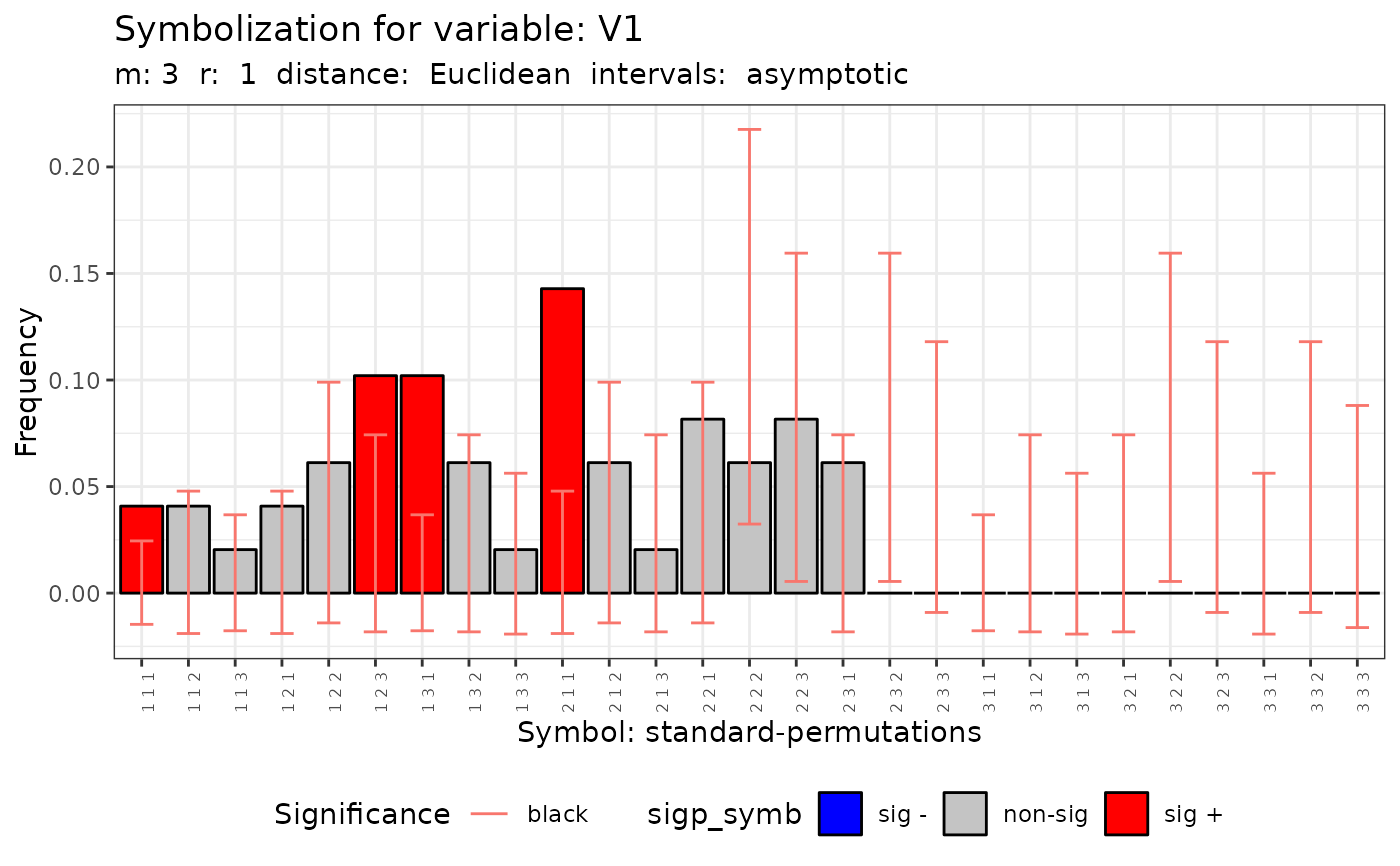 Symbolization for variable: V1
m: 3 r: 1 distance: Euclidean intervals: asymptotic
Frequency
0.20
0.15
0.10
0.05
0.00
1 1 1
1 1 2
1 1 3
1 2 1
1 2 2
1 2 3
1 3 1
1 3 2
1 3 3
2 1 1
2 1 2
2 1 3
2 2 1
2 2 2
2 2 3
2 3 1
2 3 2
2 3 3
3 1 1
3 1 2
3 1 3
3 2 1
3 2 2
3 2 3
3 3 1
3 3 2
3 3 3
Symbol: standard-permutations
Significance black sigp_symb sig - non-sig sig +